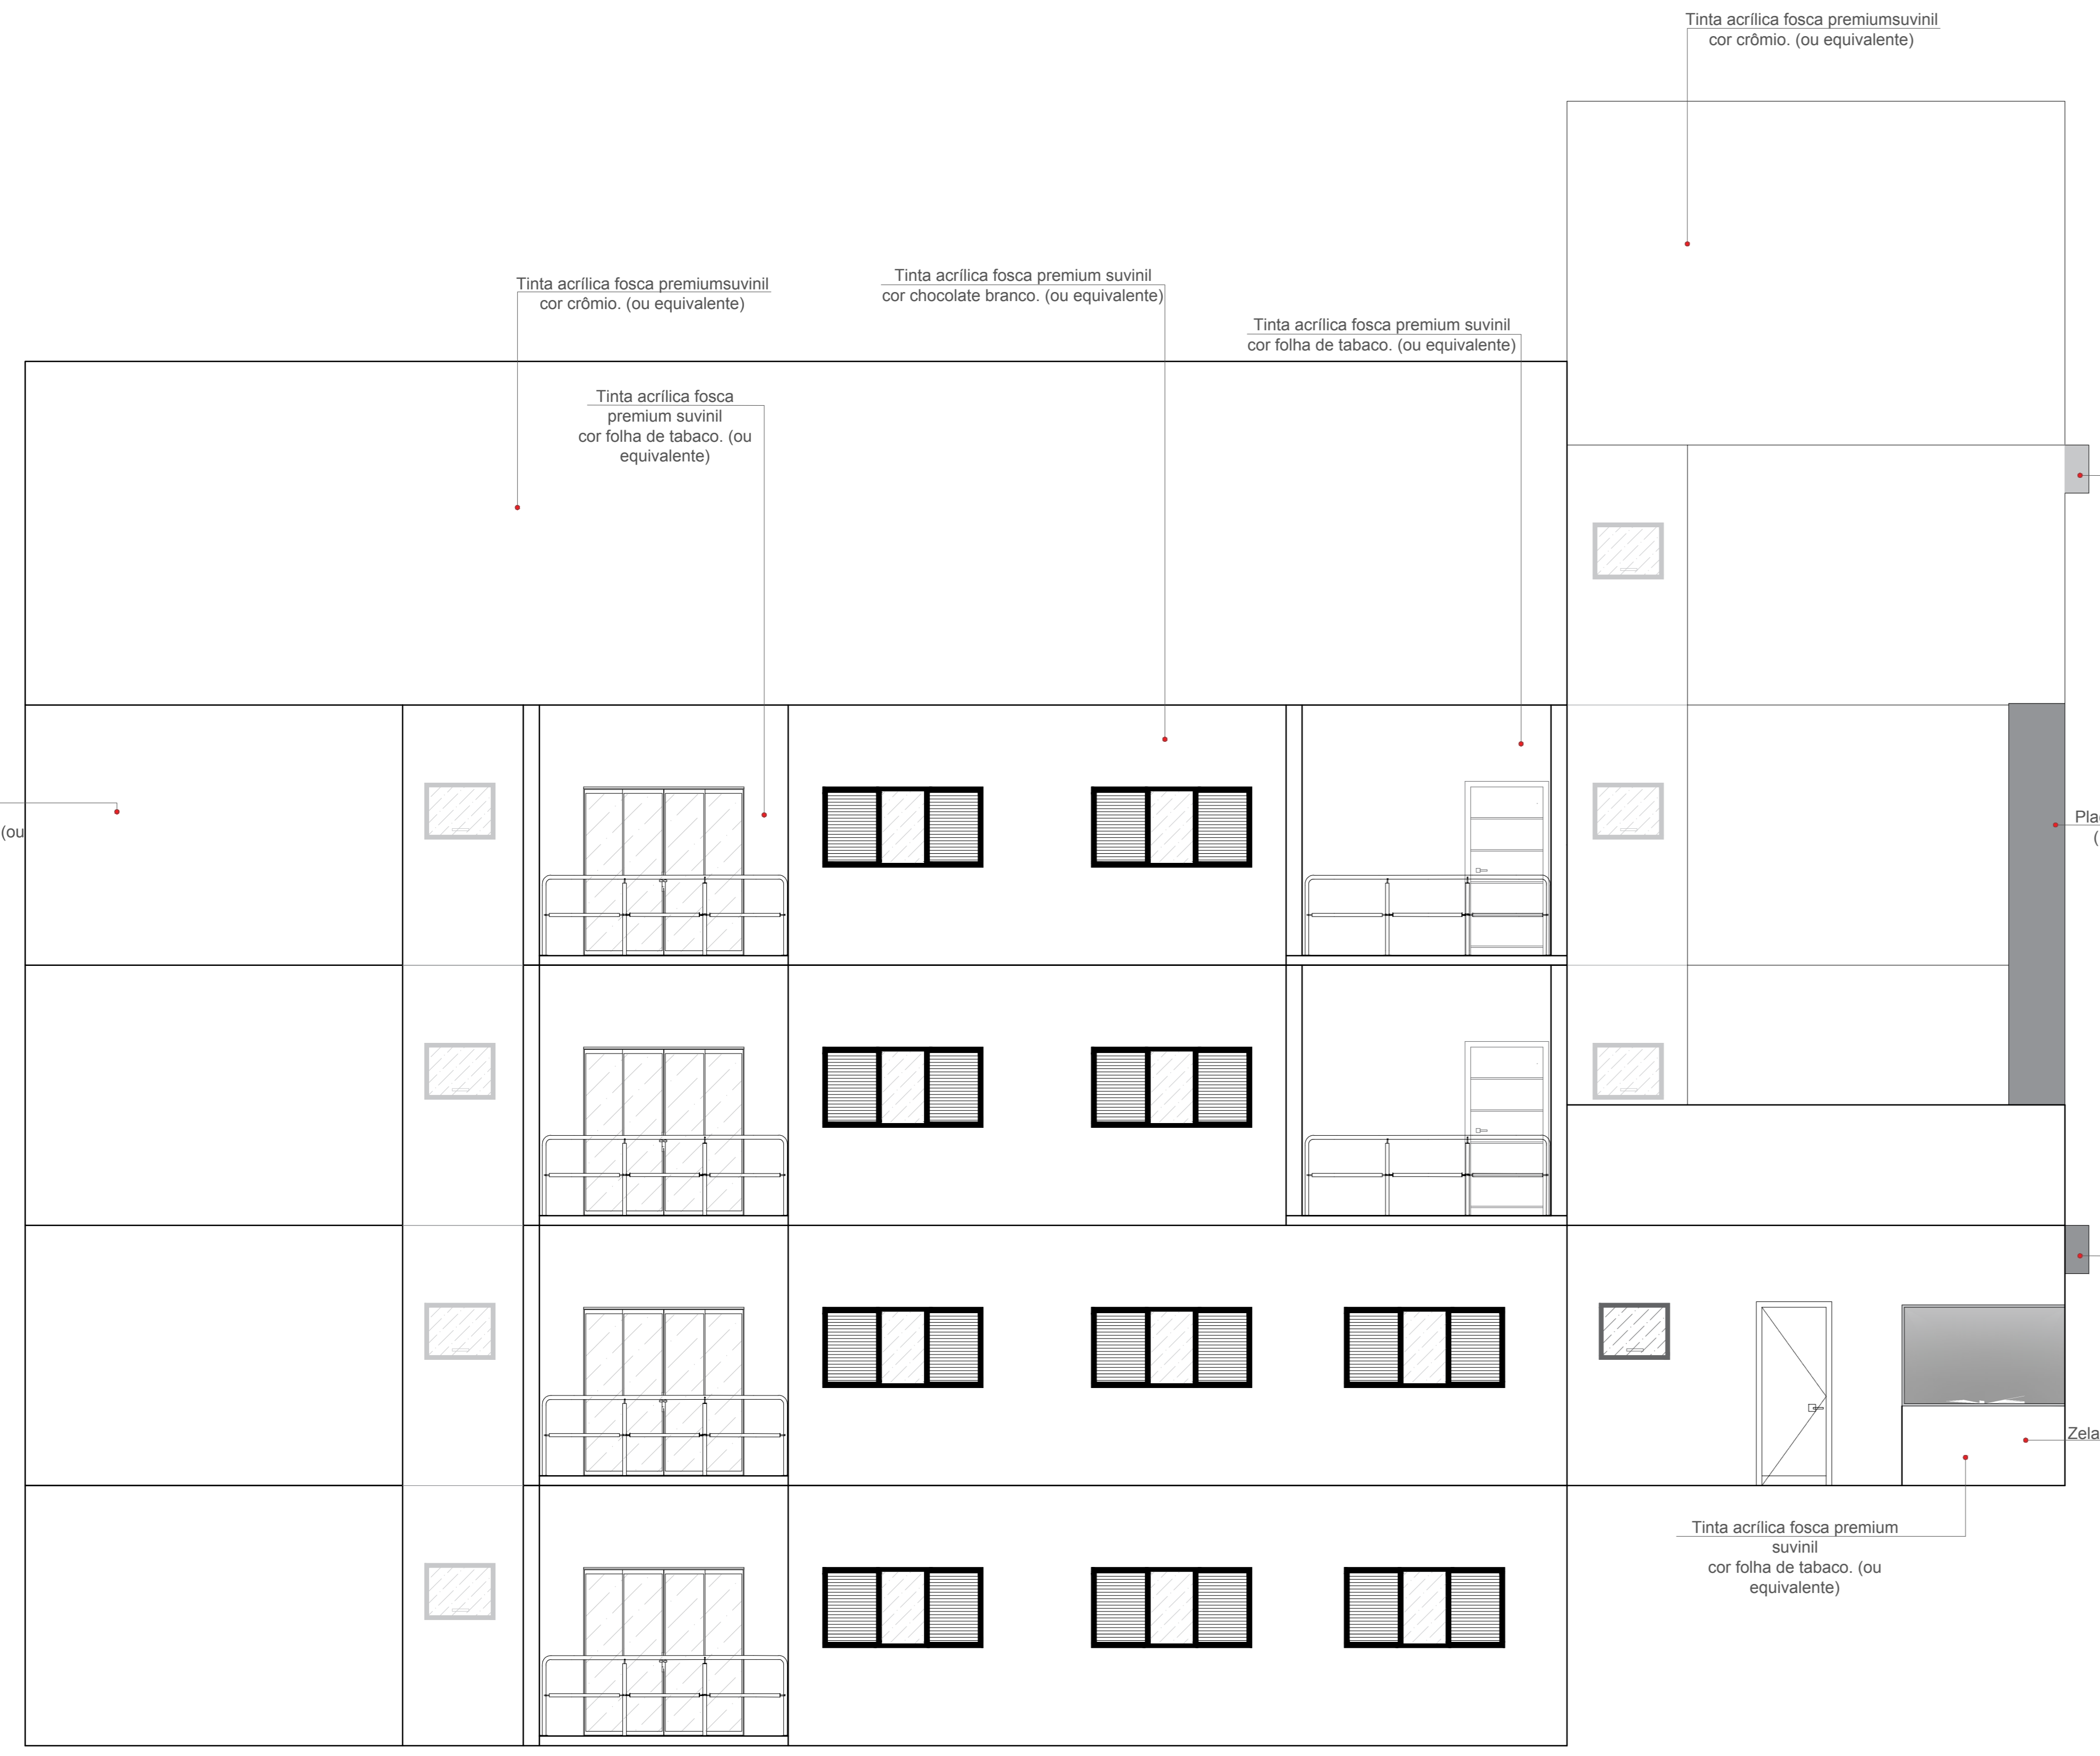 Tinta acrílica fosca premiumsuvinil
cor crômio. (ou equivalente)
Tinta acrílica fosca premiumsuvinil
cor crômio. (ou equivalente)
Tinta acrílica fosca premium suvinil
cor chocolate branco. (ou equivalente)
Tinta acrílica fosca premium suvinil
cor folha de tabaco. (ou equivalente)
Tinta acrílica fosca
premium suvinil
cor folha de tabaco. (ou
equivalente)
(ou
Pla
(
Zela
Tinta acrílica fosca premium
suvinil
cor folha de tabaco. (ou
equivalente)